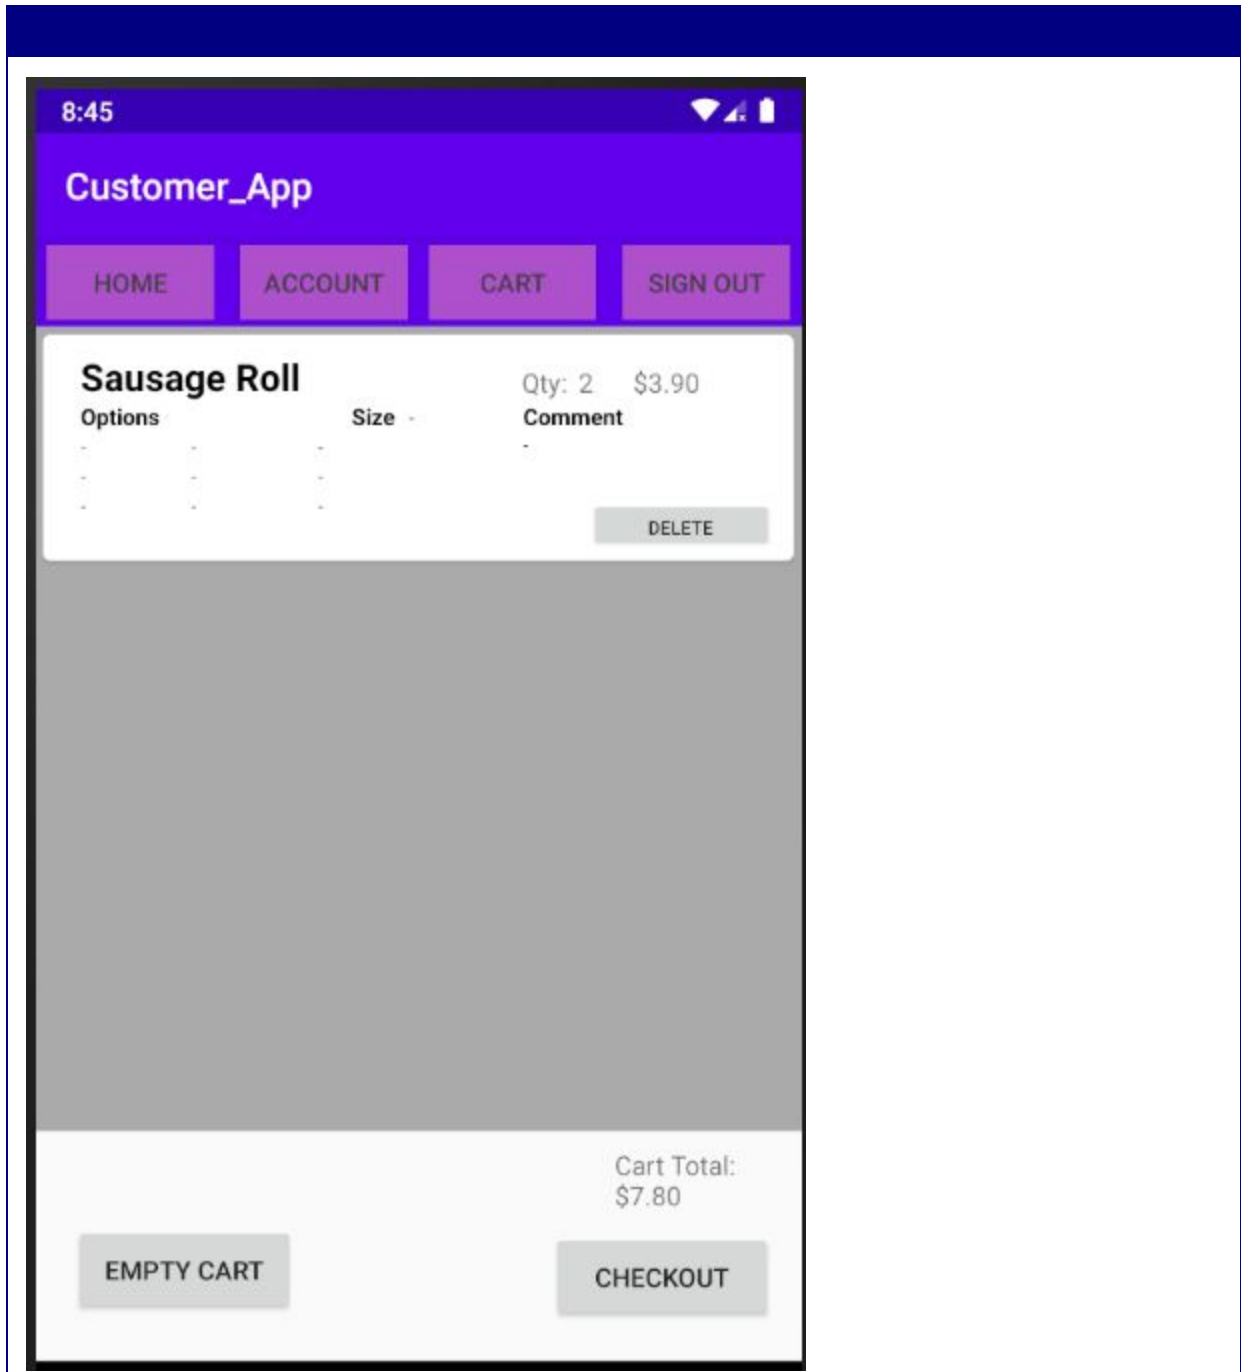 8:45
Customer_App
HOME ACCOUNT CART SIGN OUT
Sausage Roll Qty: 2 $3.90
Options Size - Comment
- - - -
- - -
- - -
DELETE
Cart Total:
$7.80
EMPTY CART CHECKOUT